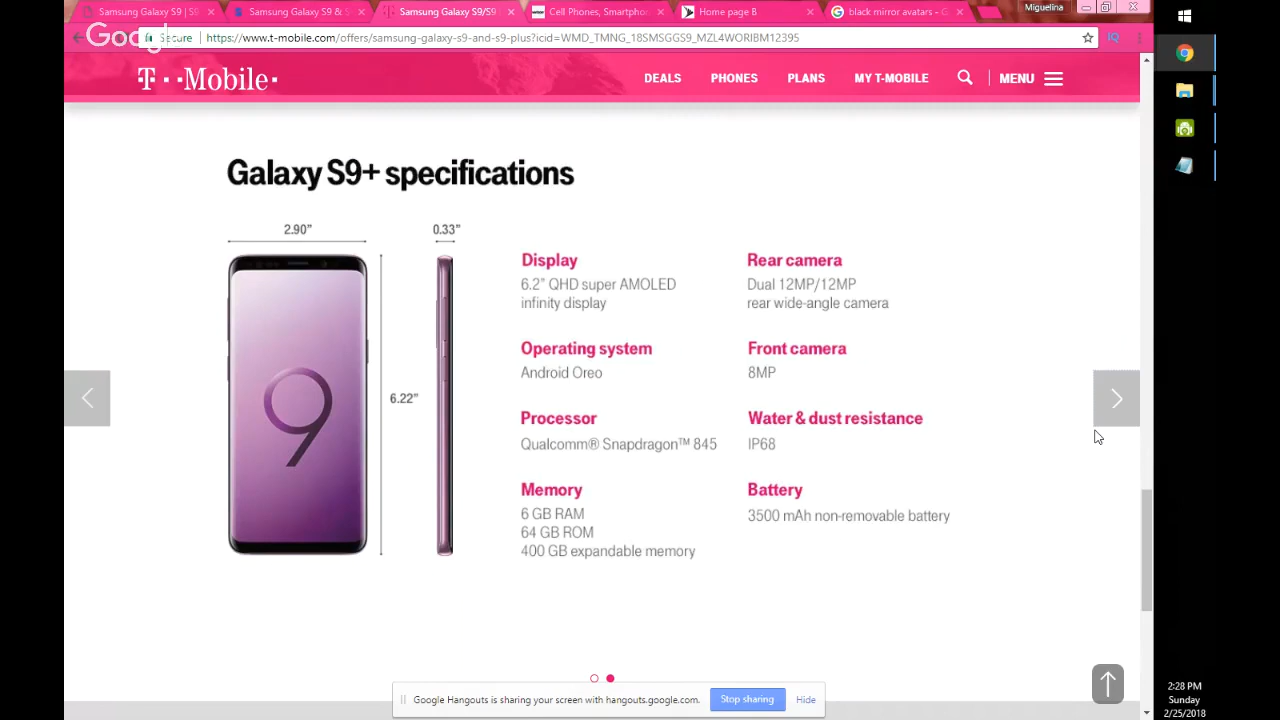 Samsung Galaxy S9 | S9
Samsung Galaxy S9 &
Samsung Galaxy S9/S9
Cell Phones, Smartpho
Home page B
black mirror avatars - G
Miguelina
Google
Secure
https://www.t-mobile.com/offers/samsung-galaxy-s9-and-s9-plus?icid=WMD_TMNG_18SMSGGS9_MZL4WORIBM12395
IQ
T Mobile
DEALS
PHONES
PLANS
MY T-MOBILE
MENU
Galaxy S9+ specifications
2.90”
0.33”
6.22”
9
Display
6.2” QHD super AMOLED
infinity display
Operating system
Android Oreo
Processor
Qualcomm® Snapdragon™ 845
Memory
6 GB RAM
64 GB ROM
400 GB expandable memory
Rear camera
Dual 12MP/12MP
rear wide-angle camera
Front camera
8MP
Water & dust resistance
IP68
Battery
3500 mAh non-removable battery
Google Hangouts is sharing your screen with hangouts.google.com.
Stop sharing
Hide
2:28 PM
Sunday
2/25/2018